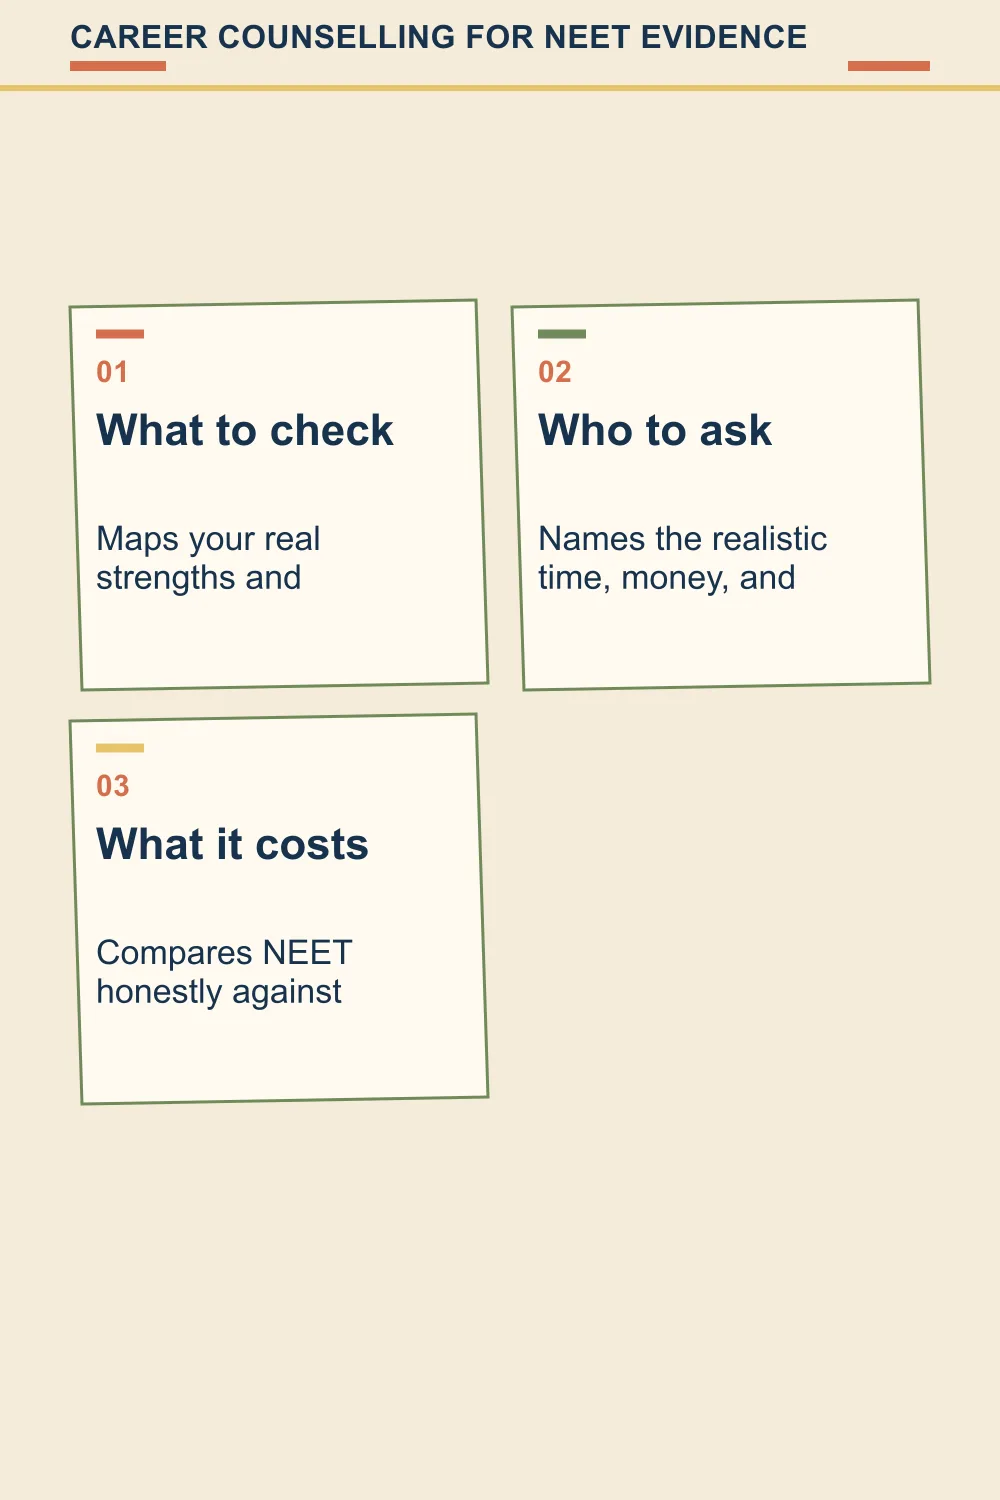 CAREER COUNSELLING FOR NEET EVIDENCE
01
What to check
Maps your real
strengths and
02
Who to ask
Names the realistic
time, money, and
03
What it costs
Compares NEET
honestly against